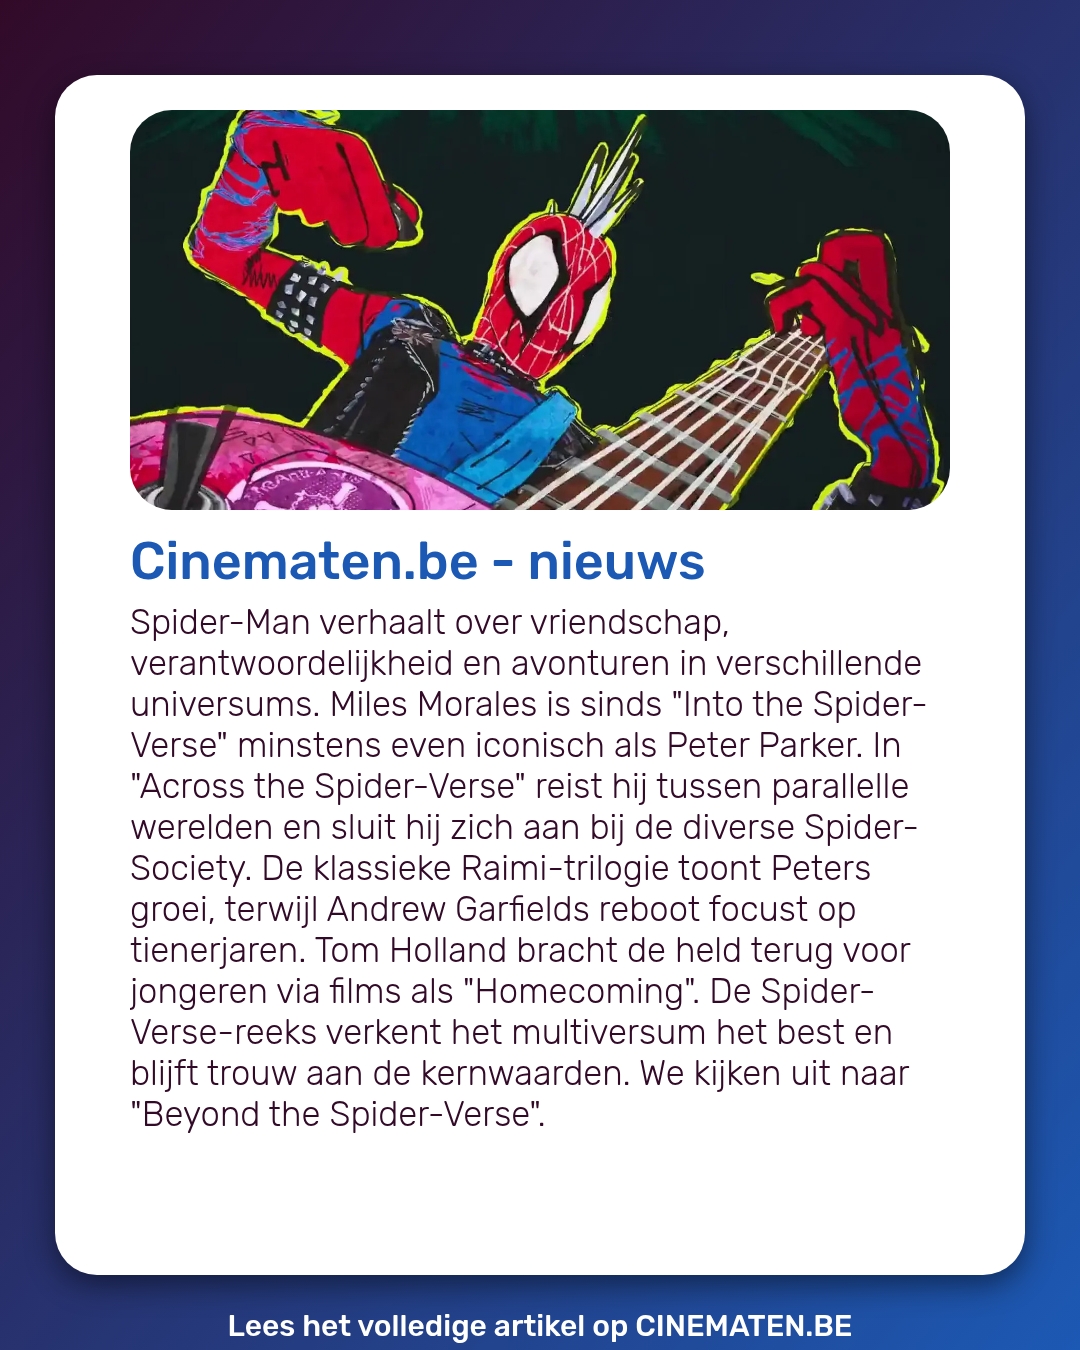 Cinematen.be - nieuws
Spider-Man verhaalt over vriendschap,
verantwoordelijkheid en avonturen in verschillende
universums. Miles Morales is sinds "Into the Spider-
Verse" minstens even iconisch als Peter Parker. In
"Across the Spider-Verse" reist hij tussen parallelle
werelden en sluit hij zich aan bij de diverse Spider-
Society. De klassieke Raimi-trilogie toont Peters
groei, terwijl Andrew Garfields reboot focust op
tienerjaren. Tom Holland bracht de held terug voor
jongeren via films als "Homecoming". De Spider-
Verse-reeks verkent het multiversum het best en
blijft trouw aan de kernwaarden. We kijken uit naar
"Beyond the Spider-Verse".
Lees het volledige artikel op CINEMATEN.BE